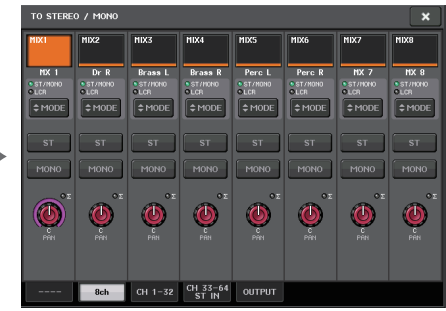 TO STEREO / MONO
MIX1 MIX2 MIX3 MIX4 MIX5 MIX6 MIX7 MIX8
MX 1 Dr R Brass L Brass R Perc L Perc R MX 7 MX 8
ST/MONO ST/MONO ST/MONO ST/MONO ST/MONO ST/MONO ST/MONO ST/MONO
LCR LCR LCR LCR LCR LCR LCR LCR
MODE MODE MODE MODE MODE MODE MODE MODE
ST ST ST ST ST ST ST ST
MONO MONO MONO MONO MONO MONO MONO MONO
Σ Σ Σ Σ Σ Σ Σ Σ
C C C C C C C C
PAN PAN PAN PAN PAN PAN PAN PAN
---- 8ch CH 1-32 CH 33-64 OUTPUT
ST IN